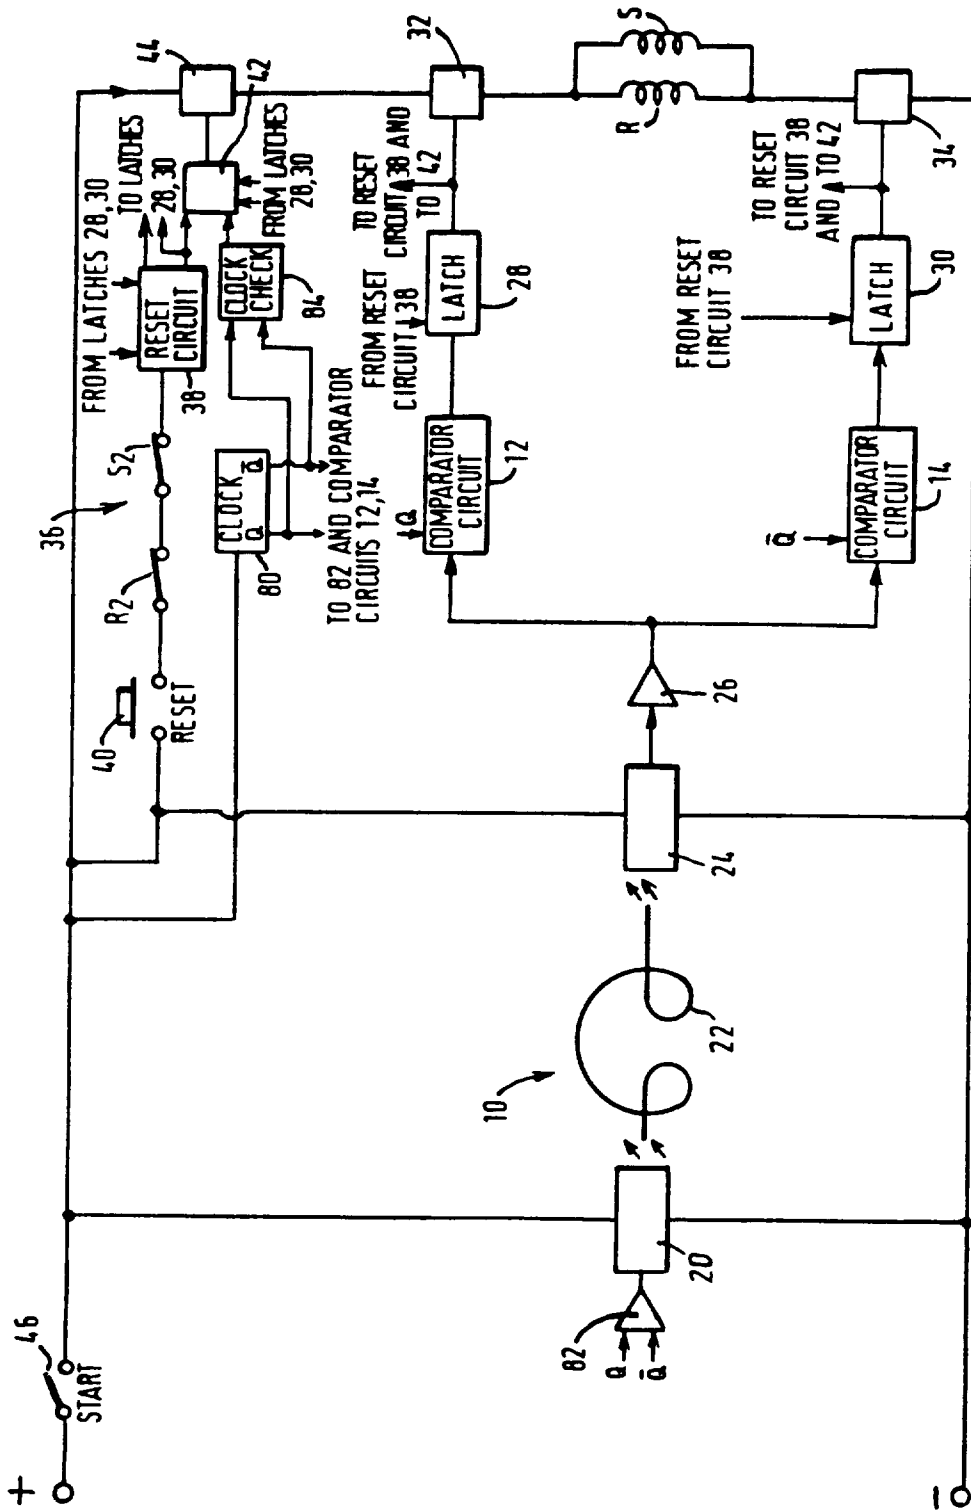 +
46
START
40
RESET
36
R2
S2
FROM LATCHES 28,30
TO LATCHES
28,30
RESET
CIRCUIT
38
44
42
FROM LATCHES
28,30
CLOCK
Q Q̅
80
CLOCK
CHECK
84
TO 82 AND COMPARATOR
CIRCUITS 12,14
FROM RESET
CIRCUIT 38
TO RESET
CIRCUIT 38 AND
TO 42
Q
COMPARATOR
CIRCUIT
12
LATCH
28
32
R
S
10
82
Q
Q̅
20
22
24
26
FROM RESET
CIRCUIT 38
TO RESET
CIRCUIT 38
AND TO 42
Q̅
COMPARATOR
CIRCUIT
14
LATCH
30
34
−